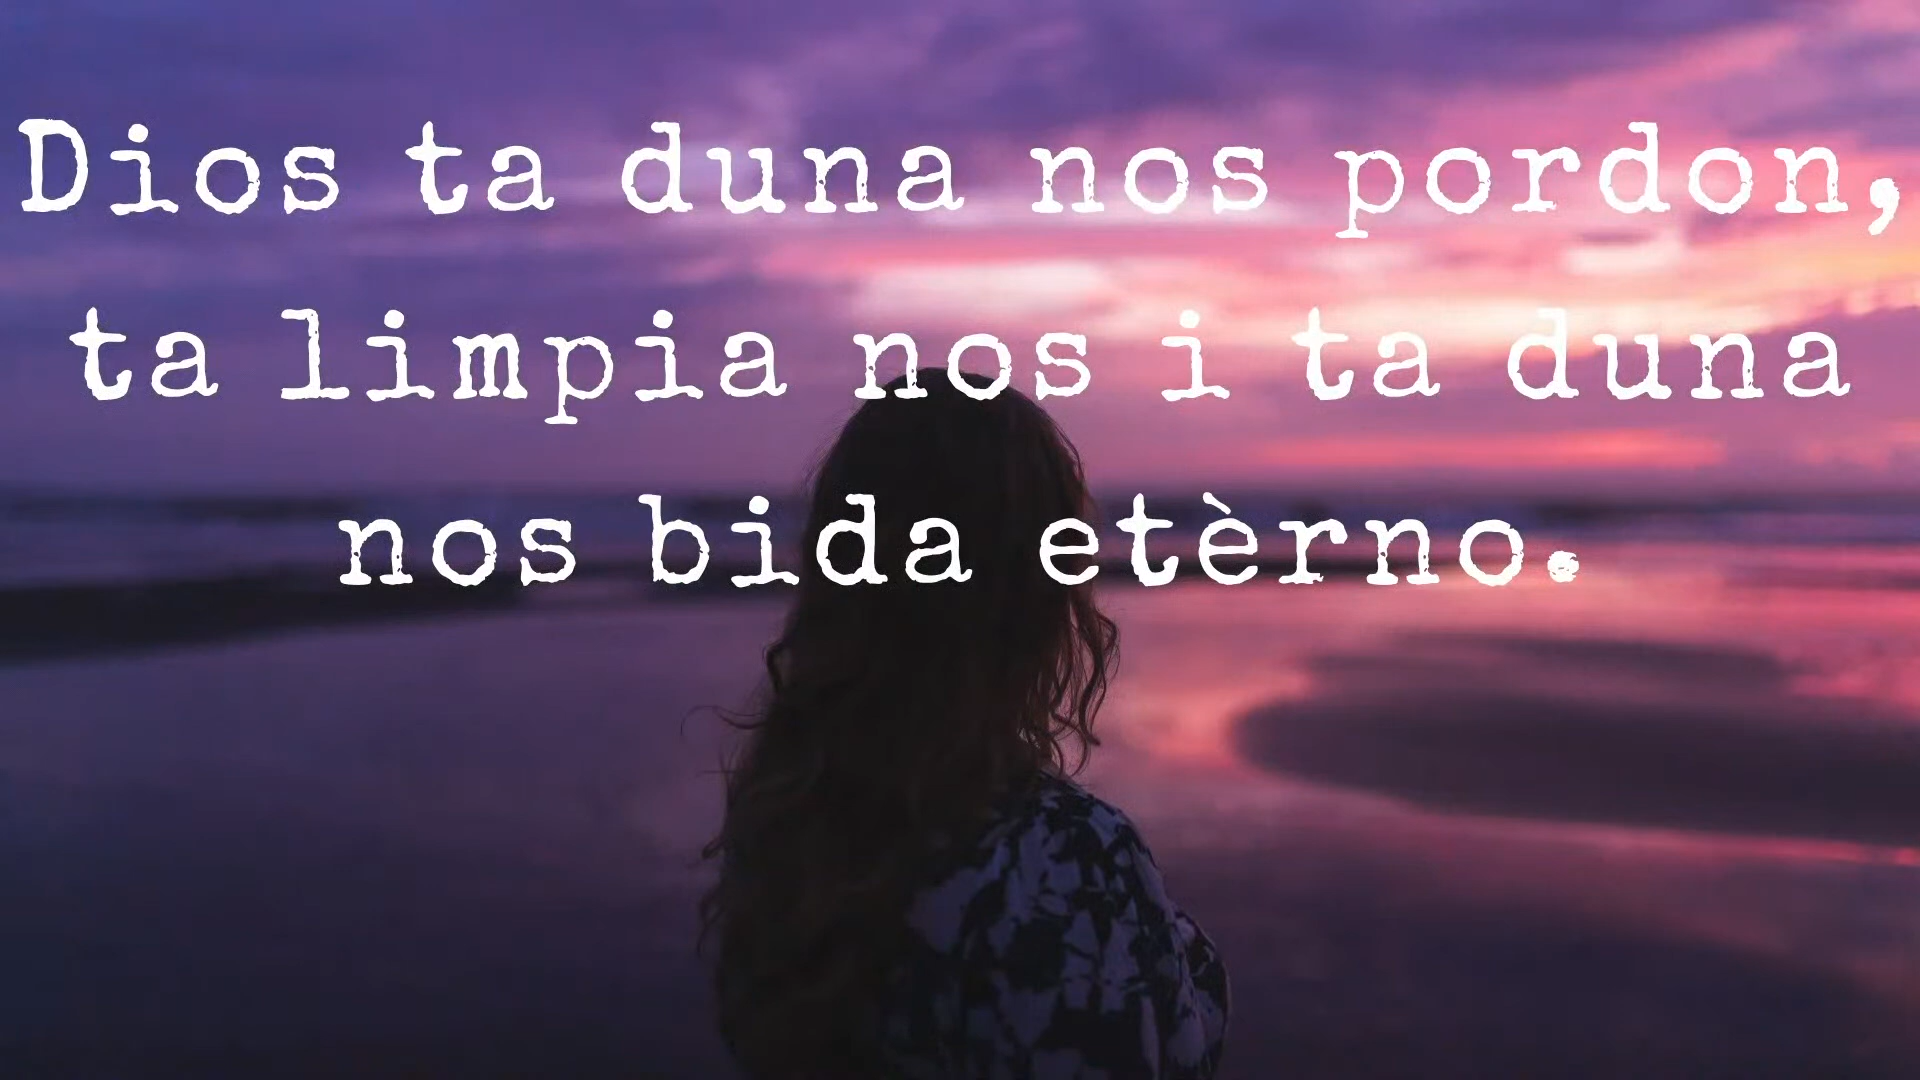 Dios ta duna nos pordon,
ta limpia nos i ta duna
nos bida etèrno.